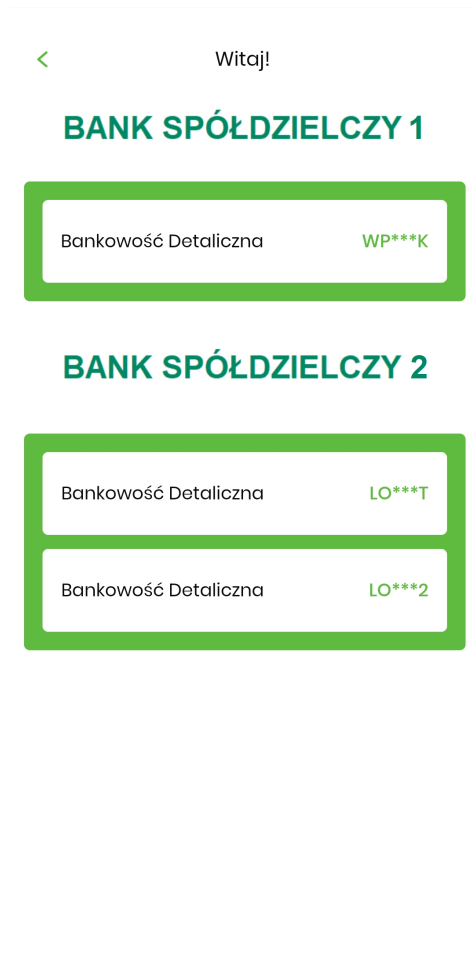 Witaj!
BANK SPÓŁDZIELCZY 1
Bankowość Detaliczna WP***K
BANK SPÓŁDZIELCZY 2
Bankowość Detaliczna LO***T
Bankowość Detaliczna LO***2